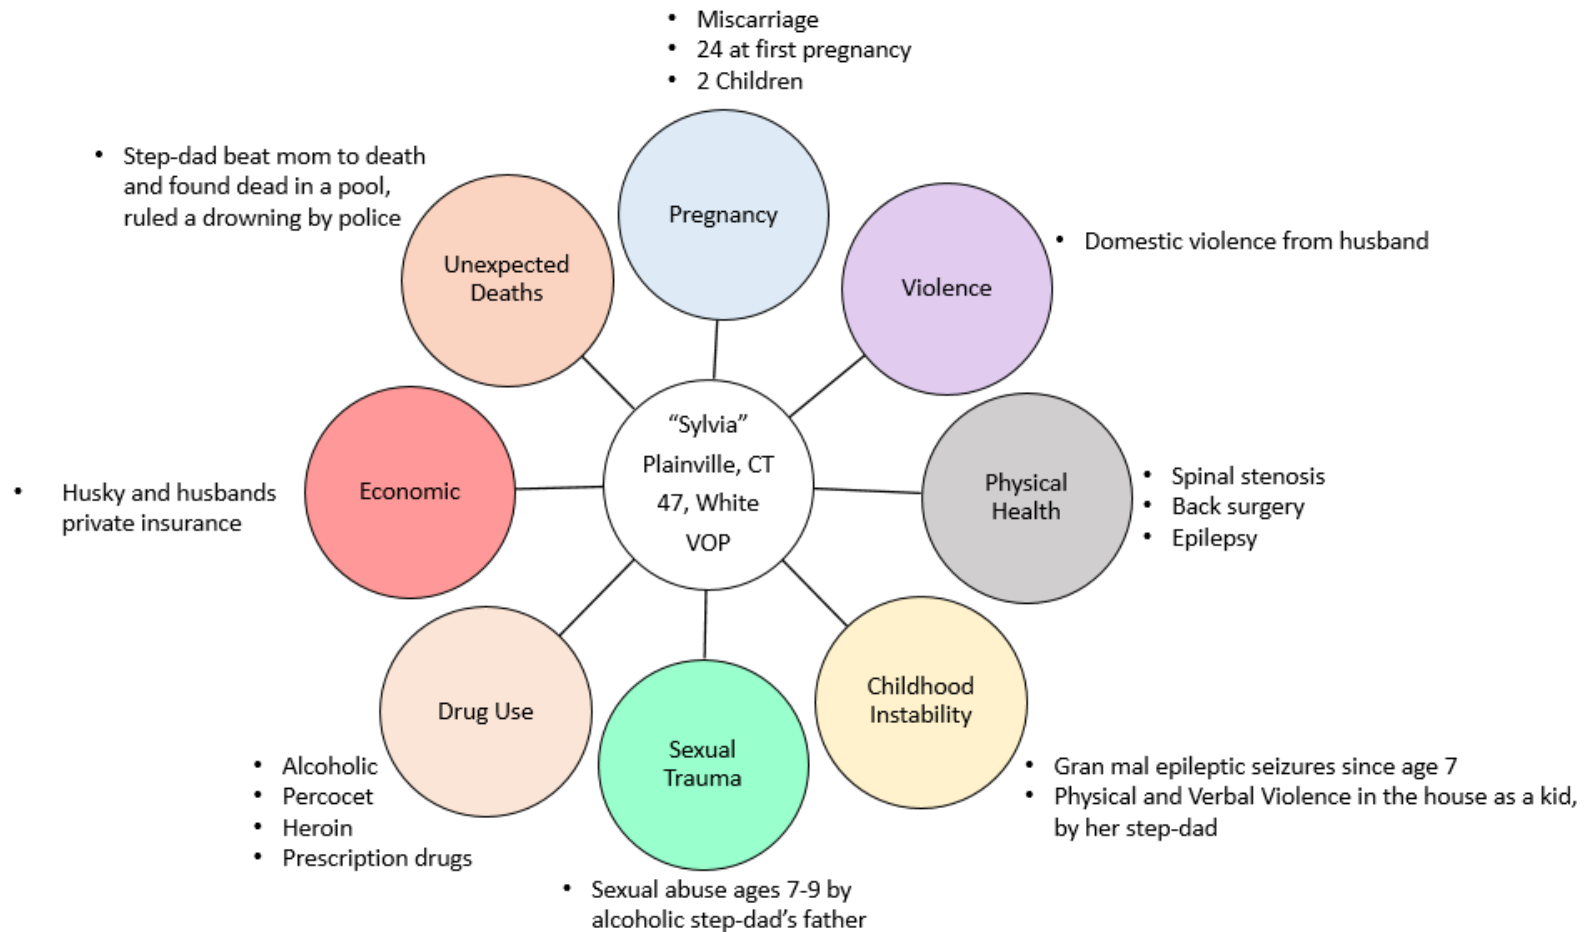 • Miscarriage
• 24 at first pregnancy
• 2 Children
Pregnancy
• Step-dad beat mom to death
and found dead in a pool,
ruled a drowning by police
Unexpected
Deaths
Violence
• Domestic violence from husband
“Sylvia”
Plainville, CT
47, White
VOP
Economic
• Husky and husbands
private insurance
Physical
Health
• Spinal stenosis
• Back surgery
• Epilepsy
Drug Use
• Alcoholic
• Percocet
• Heroin
• Prescription drugs
Sexual
Trauma
• Sexual abuse ages 7-9 by
alcoholic step-dad’s father
Childhood
Instability
• Gran mal epileptic seizures since age 7
• Physical and Verbal Violence in the house as a kid,
by her step-dad